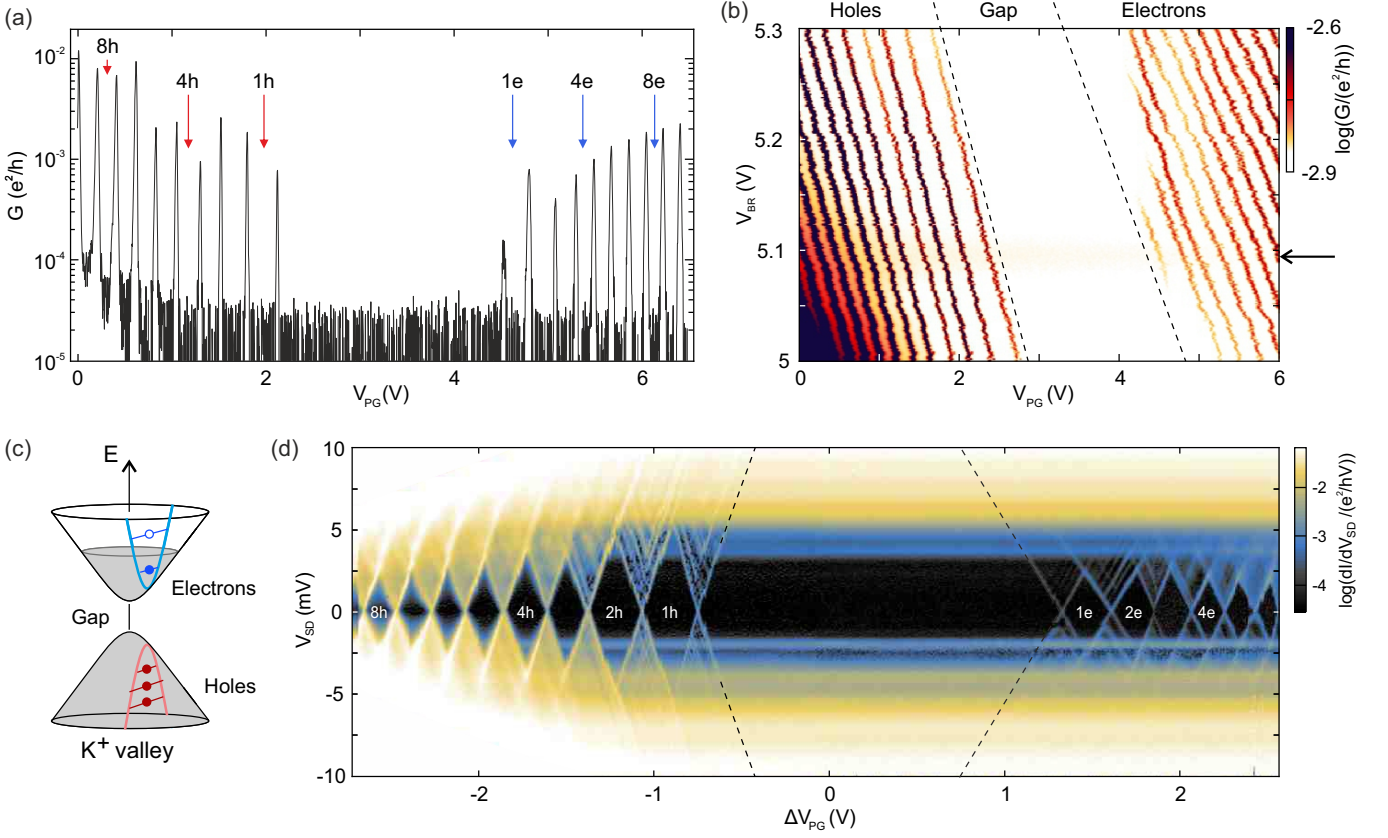 (a)
8h
4h
1h
1e
4e
8e
10⁻²
10⁻³
10⁻⁴
10⁻⁵
G (e²/h)
0
2
4
6
V_PG (V)
(b)
Holes
Gap
Electrons
5.3
5.2
5.1
5
V_BR (V)
0
2
4
6
V_PG (V)
-2.6
-2.9
log(G/(e²/h))
(c)
E
Electrons
Gap
Holes
K⁺ valley
(d)
10
5
0
-5
-10
V_SD (mV)
8h
4h
2h
1h
1e
2e
4e
-2
-1
0
1
2
ΔV_PG (V)
-2
-3
-4
log(dI/dV_SD /(e²/hV))